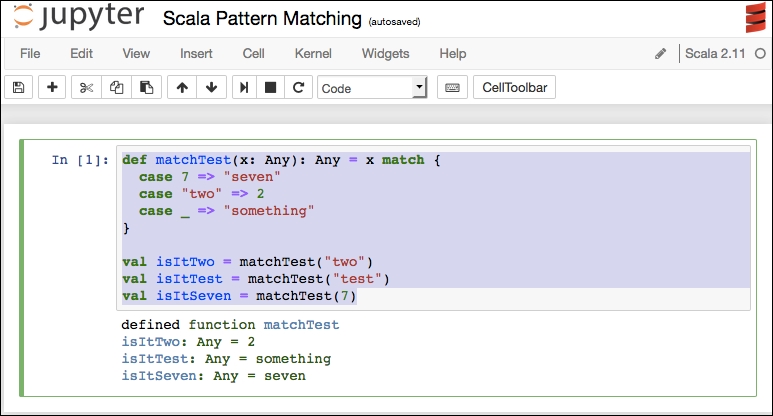 jupyter Scala Pattern Matching (autosaved)
File Edit View Insert Cell Kernel Widgets Help Scala 2.11
Code CellToolbar
In [1]: def matchTest(x: Any): Any = x match {
case 7 => "seven"
case "two" => 2
case _ => "something"
}
val isItTwo = matchTest("two")
val isItTest = matchTest("test")
val isItSeven = matchTest(7)
defined function matchTest
isItTwo: Any = 2
isItTest: Any = something
isItSeven: Any = seven